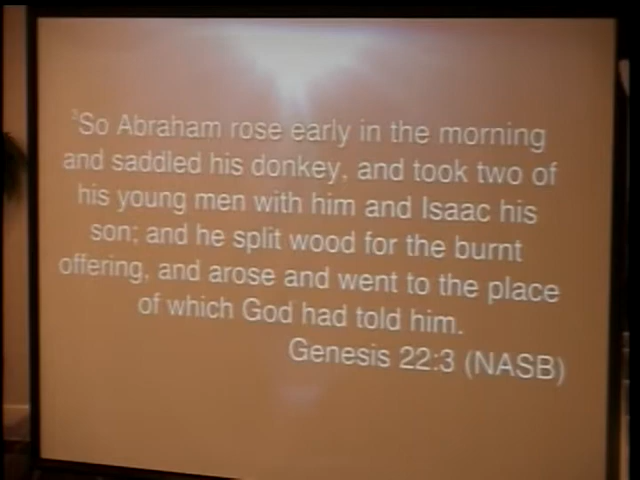 3So Abraham rose early in the morning
and saddled his donkey, and took two of
his young men with him and Isaac his
son; and he split wood for the burnt
offering, and arose and went to the place
of which God had told him.
Genesis 22:3 (NASB)